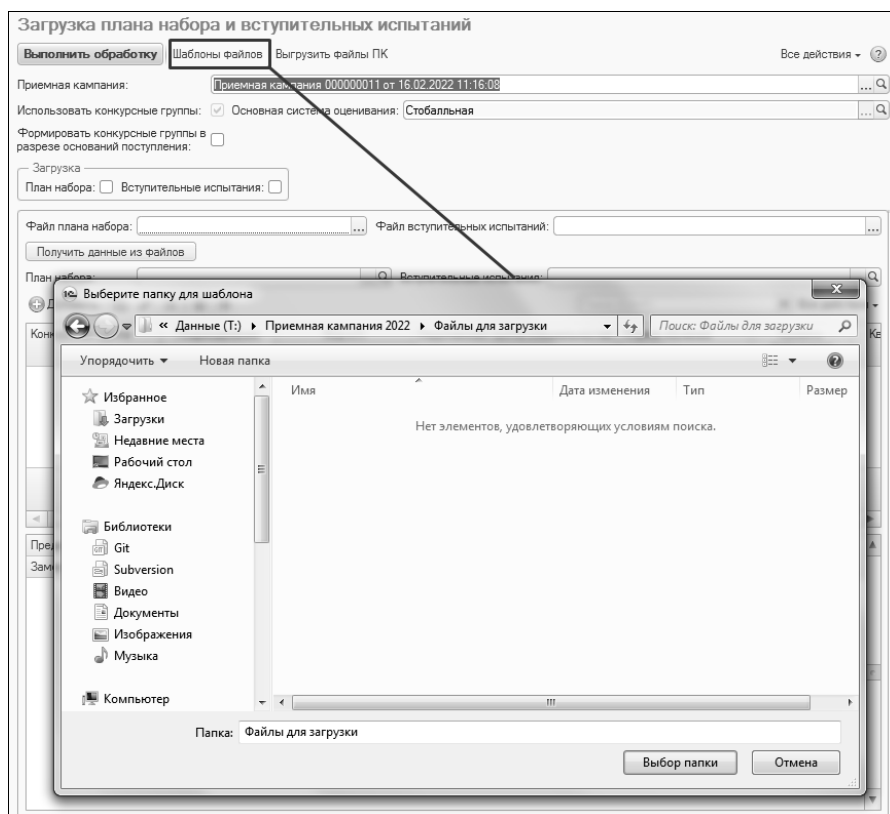 Загрузка плана набора и вступительных испытаний
Выполнить обработку Шаблоны файлов Выгрузить файлы ПК Все действия
Приемная кампания: Приемная кампания 000000011 от 16.02.2022 11:16:08
Использовать конкурсные группы: Основная система оценивания: Стобалльная
Формировать конкурсные группы в
разрезе оснований поступления:
Загрузка
План набора: Вступительные испытания:
Файл плана набора: Файл вступительных испытаний:
Получить данные из файлов
План набора: Вступительные испытания:
Выберите папку для шаблона
« Данные (T:) Приемная кампания 2022 Файлы для загрузки Поиск: Файлы для загрузки
Упорядочить Новая папка
Имя Дата изменения Тип Размер
Нет элементов, удовлетворяющих условиям поиска.
Избранное
Загрузки
Недавние места
Рабочий стол
Яндекс.Диск
Библиотеки
Git
Subversion
Видео
Документы
Изображения
Музыка
Компьютер
Папка: Файлы для загрузки
Выбор папки Отмена